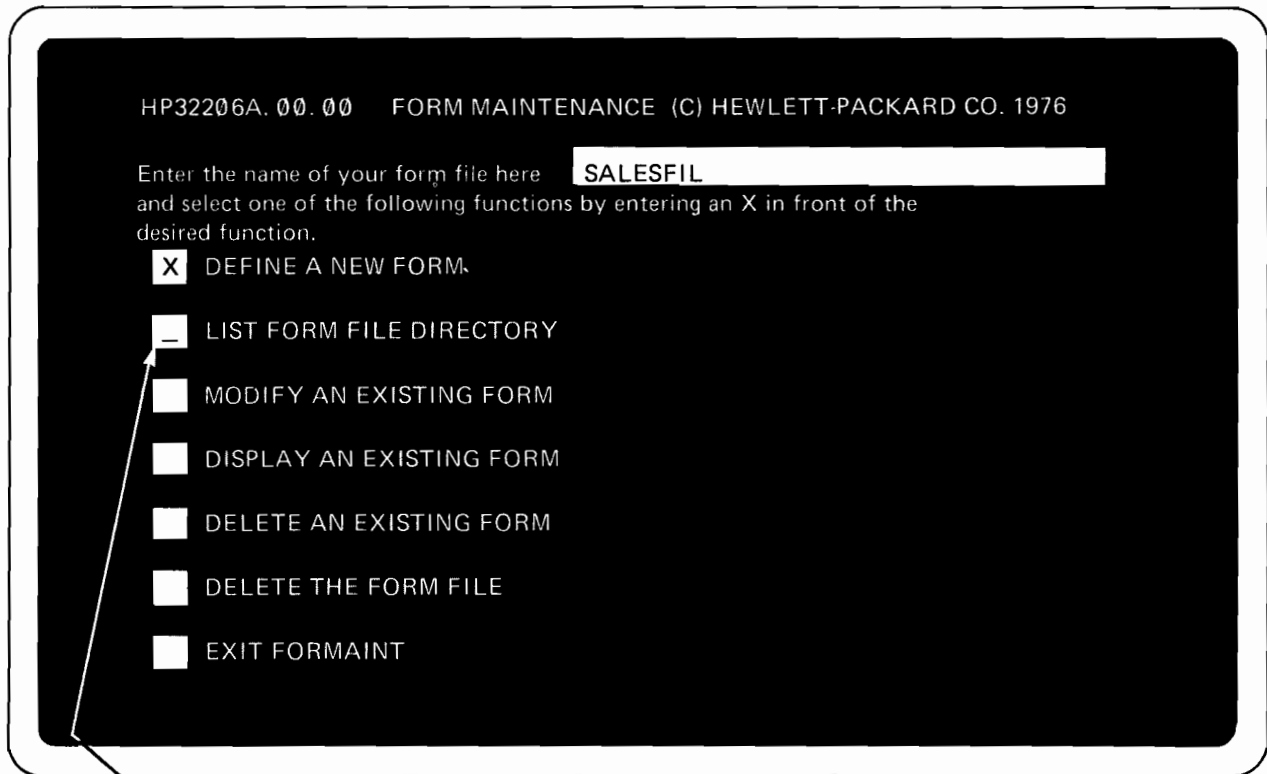 HP32206A.00.00 FORM MAINTENANCE (C) HEWLETT-PACKARD CO. 1976
Enter the name of your form file here SALESFIL
and select one of the following functions by entering an X in front of the
desired function.
X DEFINE A NEW FORM
_ LIST FORM FILE DIRECTORY
MODIFY AN EXISTING FORM
DISPLAY AN EXISTING FORM
DELETE AN EXISTING FORM
DELETE THE FORM FILE
EXIT FORMAINT